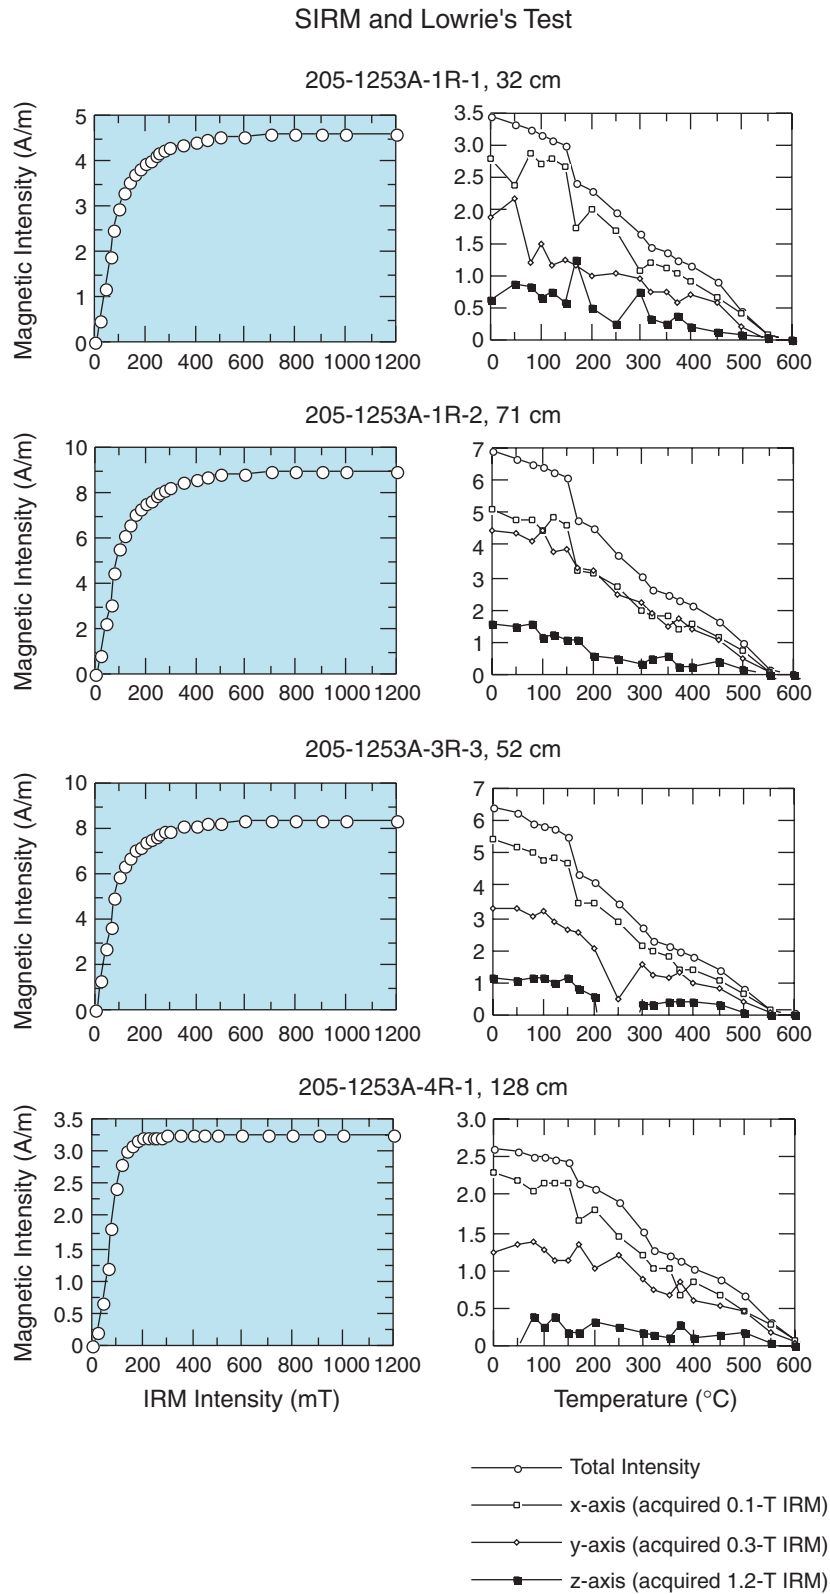 SIRM and Lowrie's Test
205-1253A-1R-1, 32 cm
Magnetic Intensity (A/m)
5
4
3
2
1
0
0 200 400 600 800 1000 1200
3.5
3.0
2.5
2.0
1.5
1.0
0.5
0
0 100 200 300 400 500 600
205-1253A-1R-2, 71 cm
Magnetic Intensity (A/m)
10
8
6
4
2
0
0 200 400 600 800 1000 1200
7
6
5
4
3
2
1
0
0 100 200 300 400 500 600
205-1253A-3R-3, 52 cm
Magnetic Intensity (A/m)
10
8
6
4
2
0
0 200 400 600 800 1000 1200
7
6
5
4
3
2
1
0
0 100 200 300 400 500 600
205-1253A-4R-1, 128 cm
Magnetic Intensity (A/m)
3.5
3.0
2.5
2.0
1.5
1.0
0.5
0
0 200 400 600 800 1000 1200
IRM Intensity (mT)
3.0
2.5
2.0
1.5
1.0
0.5
0
0 100 200 300 400 500 600
Temperature (°C)
Total Intensity
x-axis (acquired 0.1-T IRM)
y-axis (acquired 0.3-T IRM)
z-axis (acquired 1.2-T IRM)